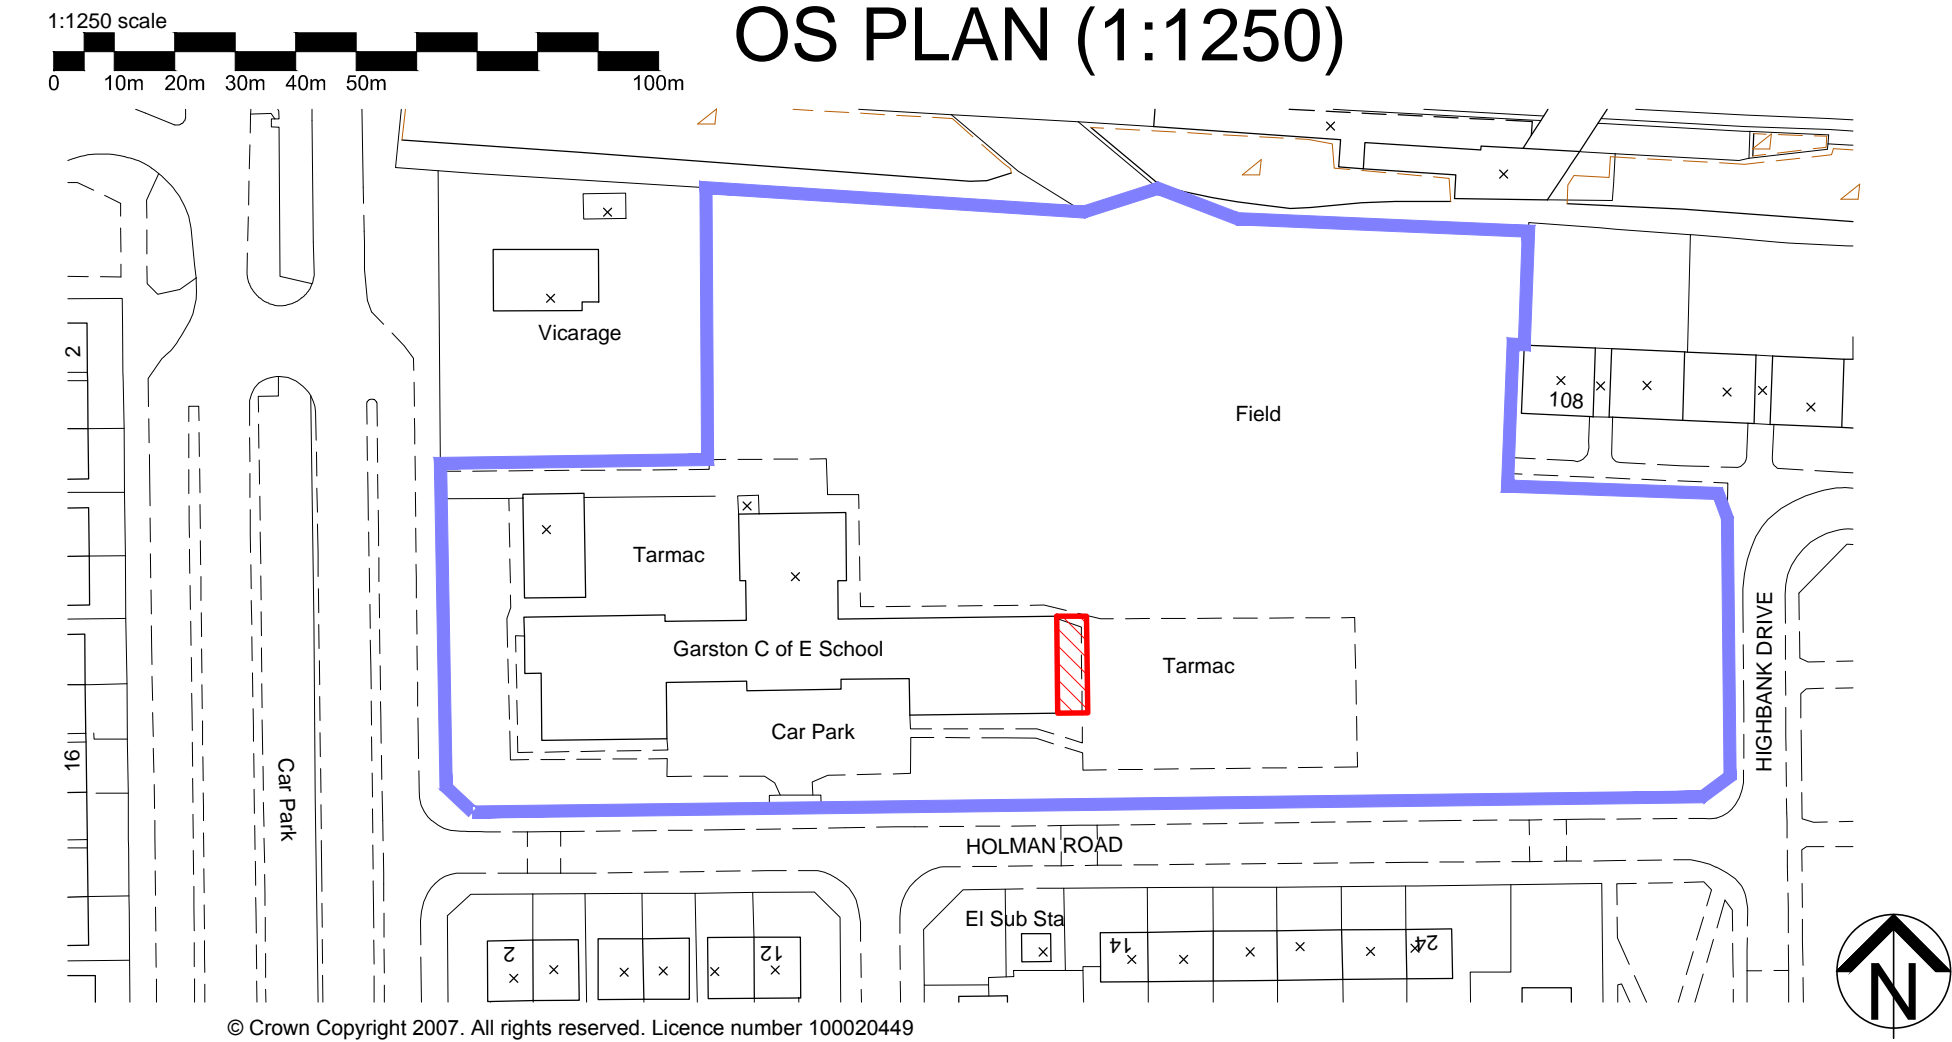 1:1250 scale
OS PLAN (1:1250)
0 10m 20m 30m 40m 50m 100m
Vicarage
2
108
Field
Tarmac
Garston C of E School
Tarmac
Car Park
HIGHBANK DRIVE
16
Car Park
HOLMAN ROAD
El Sub Sta
2
12
14
24
N
© Crown Copyright 2007. All rights reserved. Licence number 100020449